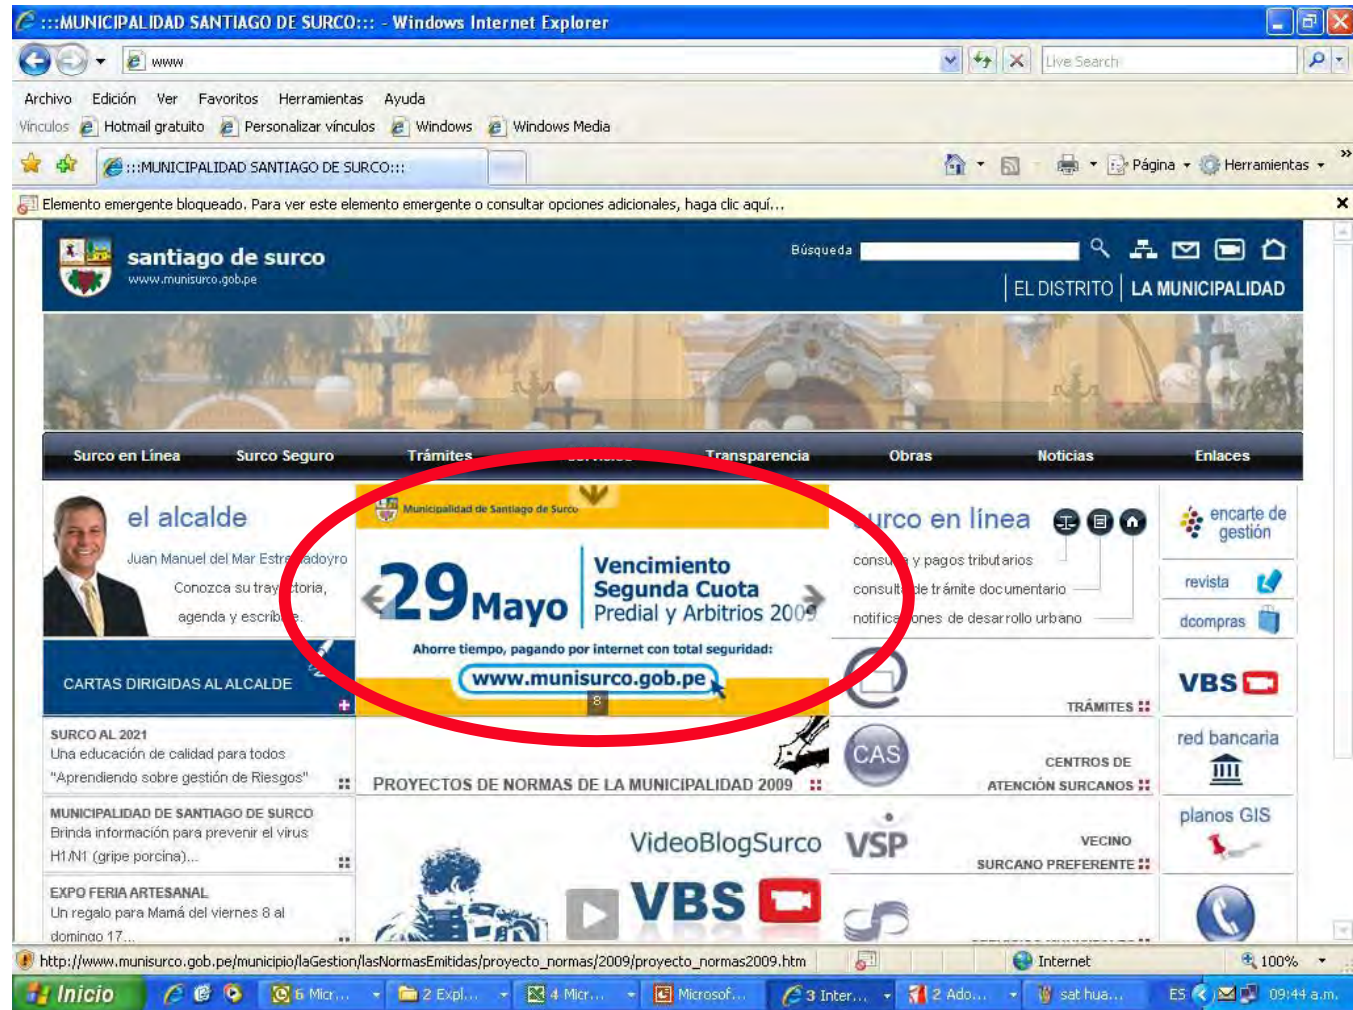 :::MUNICIPALIDAD SANTIAGO DE SURCO::: - Windows Internet Explorer
www
Live Search
Archivo Edición Ver Favoritos Herramientas Ayuda
Vínculos Hotmail gratuito Personalizar vínculos Windows Windows Media
:::MUNICIPALIDAD SANTIAGO DE SURCO:::
Página Herramientas
Elemento emergente bloqueado. Para ver este elemento emergente o consultar opciones adicionales, haga clic aquí...
santiago de surco
www.munisurco.gob.pe
Búsqueda
EL DISTRITO LA MUNICIPALIDAD
Surco en Línea Surco Seguro Trámites Transparencia Obras Noticias Enlaces
el alcalde
Juan Manuel del Mar Estremadoyro
Conozca su trayectoria,
agenda y escríbale.
CARTAS DIRIGIDAS AL ALCALDE
SURCO AL 2021
Una educación de calidad para todos
"Aprendiendo sobre gestión de Riesgos"
MUNICIPALIDAD DE SANTIAGO DE SURCO
Brinda información para prevenir el virus
H1N1 (gripe porcina)...
EXPO FERIA ARTESANAL
Un regalo para Mamá del viernes 8 al
domingo 17...
Municipalidad de Santiago de Surco
29 Mayo
Vencimiento
Segunda Cuota
Predial y Arbitrios 2009
Ahorre tiempo, pagando por internet con total seguridad:
www.munisurco.gob.pe
8
PROYECTOS DE NORMAS DE LA MUNICIPALIDAD 2009
VideoBlogSurco
VBS
surco en línea
consulta y pagos tributarios
consulta de trámite documentario
notificaciones de desarrollo urbano
TRÁMITES
CAS
CENTROS DE
ATENCIÓN SURCANOS
VSP
VECINO
SURCANO PREFERENTE
encarte de
gestión
revista
dcompras
VBS
red bancaria
planos GIS
http://www.munisurco.gob.pe/municipio/laGestion/lasNormasEmitidas/proyecto_normas/2009/proyecto_normas2009.htm
Internet
100%
Inicio
6 Micr...
2 Expl...
4 Micr...
Microsof...
3 Inter...
2 Ado...
sat hua...
ES
09:44 a.m.